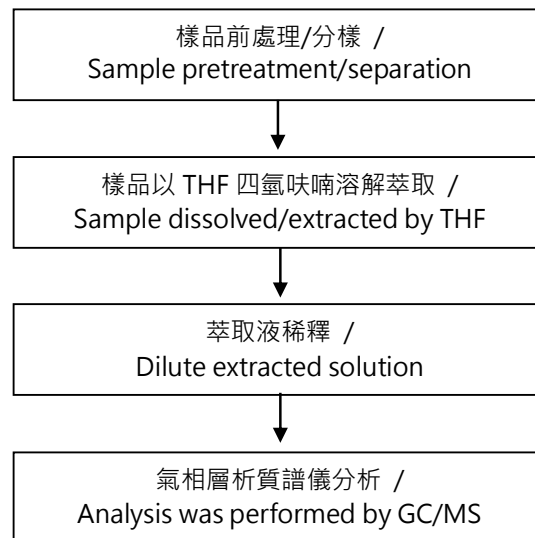 樣品前處理/分樣 /
Sample pretreatment/separation
樣品以 THF 四氫呋喃溶解萃取 /
Sample dissolved/extracted by THF
萃取液稀釋 /
Dilute extracted solution
氣相層析質譜儀分析 /
Analysis was performed by GC/MS